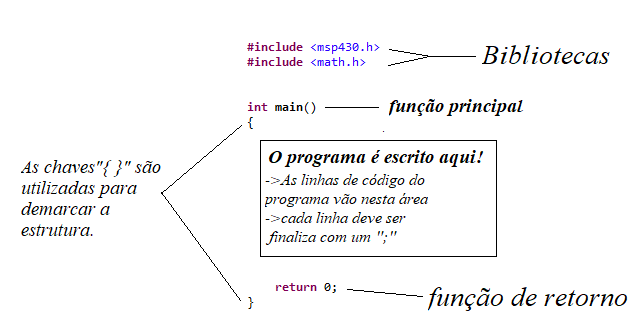 #include <msp430.h>
#include <math.h>
Bibliotecas
int main()
função principal
{
As chaves"{ }" são
utilizadas para
demarcar a
estrutura.
O programa é escrito aqui!
->As linhas de código do
programa vão nesta área
->cada linha deve ser
finaliza com um ";"
return 0;
função de retorno
}